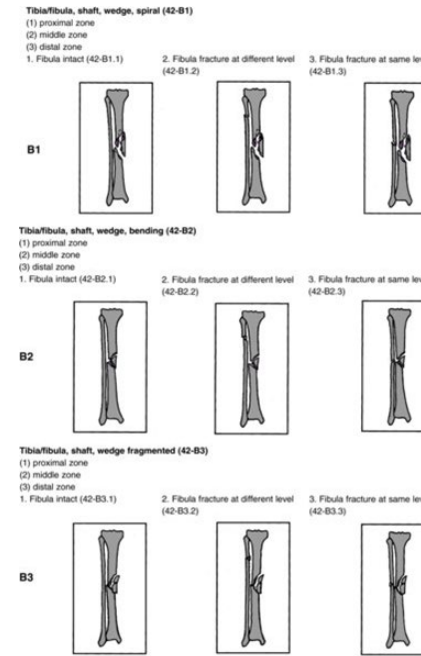 Tibia/fibula, shaft, wedge, spiral (42-B1)
(1) proximal zone
(2) middle zone
(3) distal zone
1. Fibula intact (42-B1.1)
2. Fibula fracture at different level
(42-B1.2)
3. Fibula fracture at same le
(42-B1.3)
B1
Tibia/fibula, shaft, wedge, bending (42-B2)
(1) proximal zone
(2) middle zone
(3) distal zone
1. Fibula intact (42-B2.1)
2. Fibula fracture at different level
(42-B2.2)
3. Fibula fracture at same le
(42-B2.3)
B2
Tibia/fibula, shaft, wedge fragmented (42-B3)
(1) proximal zone
(2) middle zone
(3) distal zone
1. Fibula intact (42-B3.1)
2. Fibula fracture at different level
(42-B3.2)
3. Fibula fracture at same le
(42-B3.3)
B3